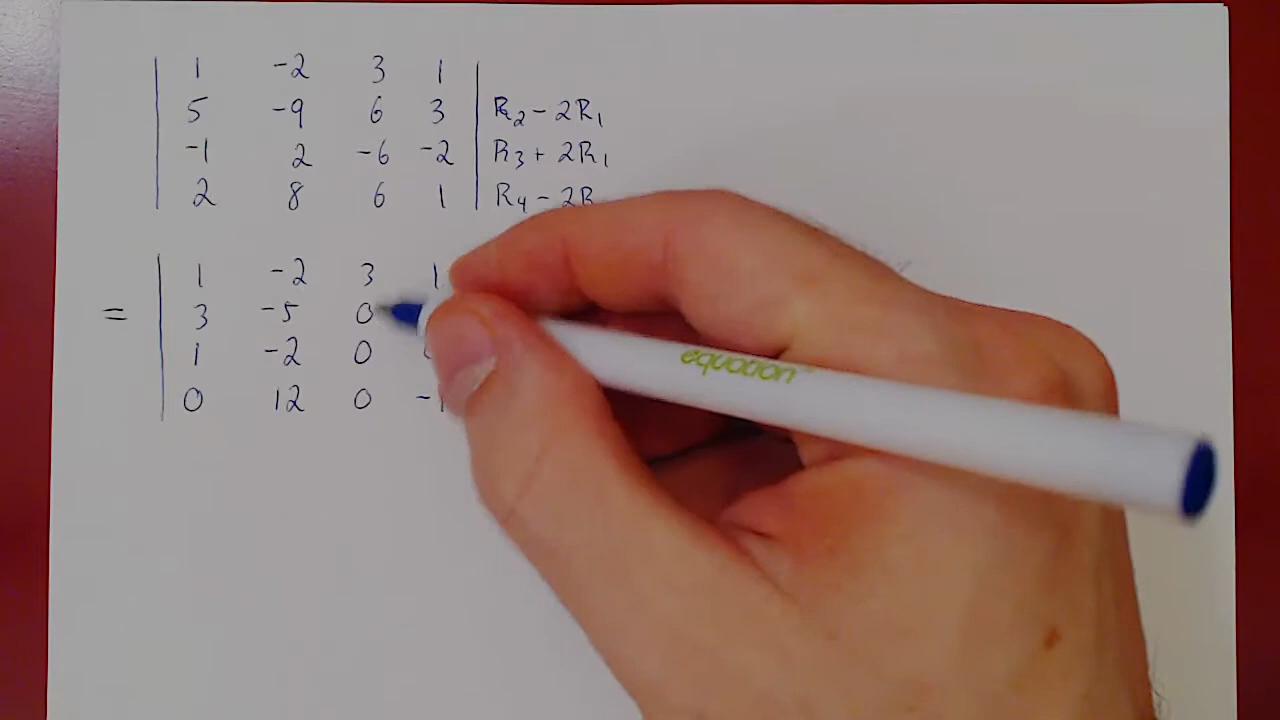 1 -2 3 1
5 -9 6 3 R₂ - 2R₁
-1 2 -6 -2 R₃ + 2R₁
2 8 6 1 R₄ - 2R
1 -2 3 1
= 3 -5 0
1 -2 0
0 12 0 -1
equation